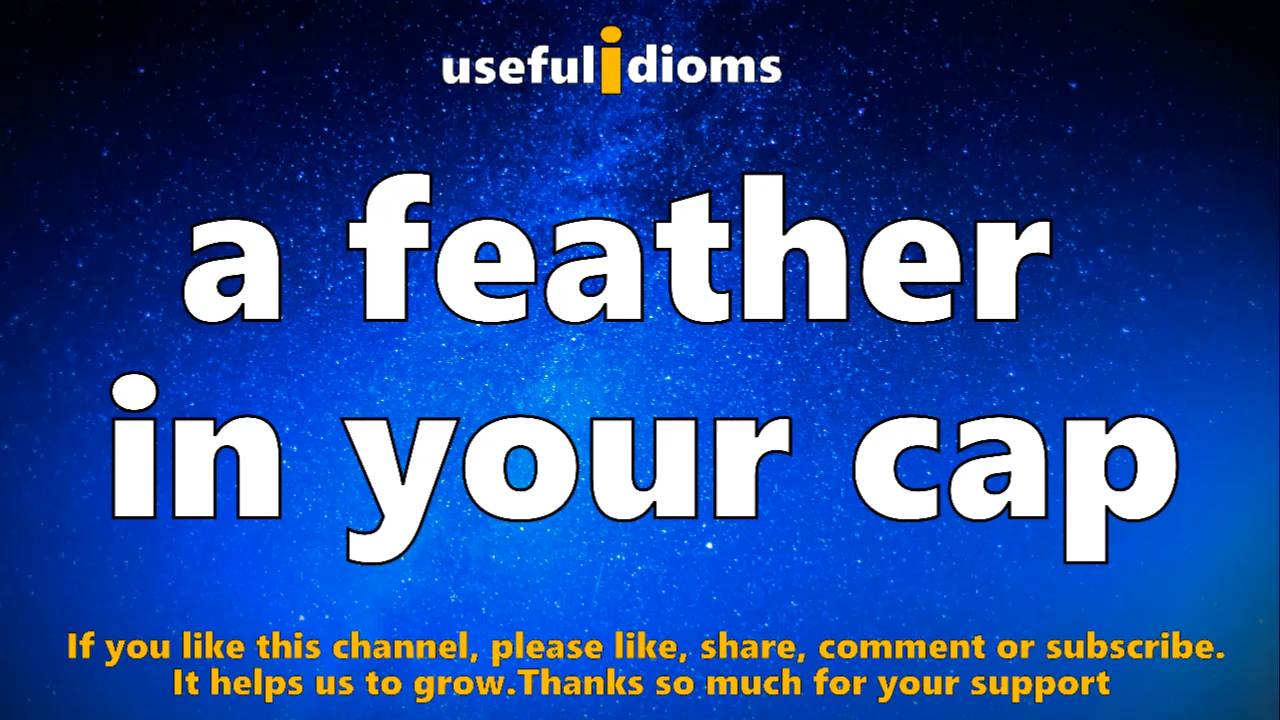 usefulidioms
a feather
in your cap
If you like this channel, please like, share, comment or subscribe.
It helps us to grow.Thanks so much for your support